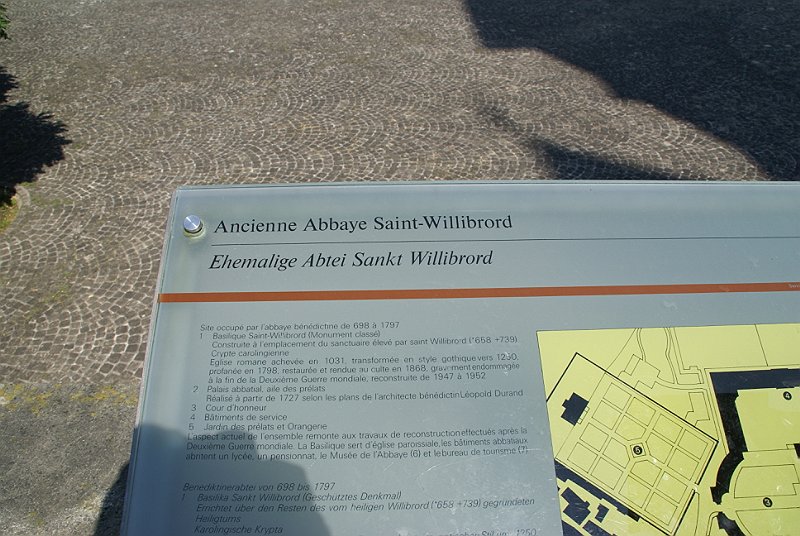 Ancienne Abbaye Saint-Willibrord
Ehemalige Abtei Sankt Willibrord
Site occupé par l'abbaye bénédictine de 698 à 1797
1 Basilique Saint-Willibrord (Monument classé)
Construite à l'emplacement du sanctuaire élevé par saint Willibrord (*658 +739)
Crypte carolingienne
Eglise romane achevée en 1031, transformée en style gothique vers 1250,
profanée en 1798, restaurée et rendue au culte en 1868, gravement endommagée
à la fin de la Deuxième Guerre mondiale, reconstruite de 1947 à 1952
2 Palais abbatial, aile des prélats
Réalisé à partir de 1727 selon les plans de l'architecte bénédictin Léopold Durand
3 Cour d'honneur
4 Bâtiments de service
5 Jardin des prélats et Orangerie
L'aspect actuel de l'ensemble remonte aux travaux de reconstruction effectués après la
Deuxième Guerre mondiale. La Basilique sert d'église paroissiale, les bâtiments abbatiaux
abritent un lycée, un pensionnat, le Musée de l'Abbaye (6) et le bureau de tourisme (7)
Benediktinerabtei von 698 bis 1797
1 Basilika Sankt Willibrord (Geschütztes Denkmal)
Errichtet über den Resten des vom heiligen Willibrord (*658 +739) gegründeten
Heiligtums
Karolingische Krypta
4
5
3